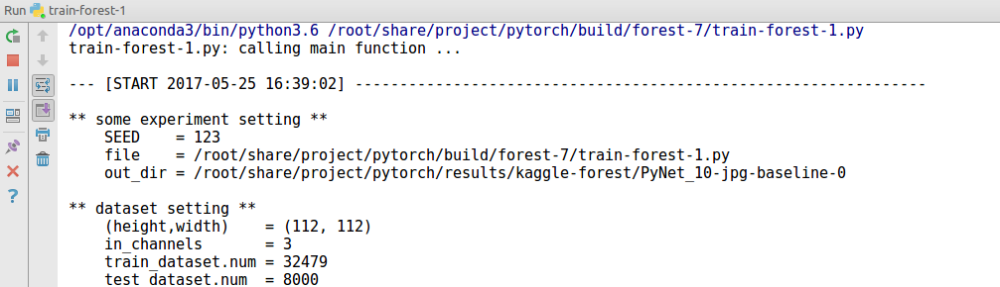 Run train-forest-1
/opt/anaconda3/bin/python3.6 /root/share/project/pytorch/build/forest-7/train-forest-1.py
train-forest-1.py: calling main function ...
--- [START 2017-05-25 16:39:02] ----------------------------------------------------------------
** some experiment setting **
SEED    = 123
file    = /root/share/project/pytorch/build/forest-7/train-forest-1.py
out_dir = /root/share/project/pytorch/results/kaggle-forest/PyNet_10-jpg-baseline-0
** dataset setting **
(height,width)    = (112, 112)
in_channels       = 3
train_dataset.num = 32479
test_dataset.num  = 8000